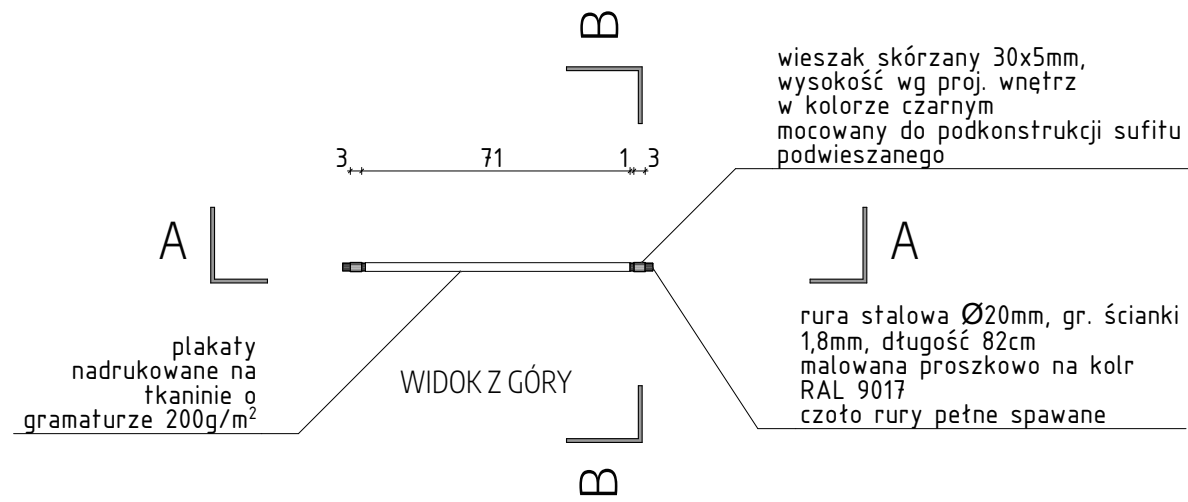 B
wieszak skórzany 30x5mm,
wysokość wg proj. wnętrz
w kolorze czarnym
mocowany do podkonstrukcji sufitu
podwieszanego
3 71 1 3
A
A
plakaty
nadrukowane na
tkaninie o
gramaturze 200g/m²
WIDOK Z GÓRY
rura stalowa Ø20mm, gr. ścianki
1,8mm, długość 82cm
malowana proszkowo na kolr
RAL 9017
czoło rury pełne spawane
B